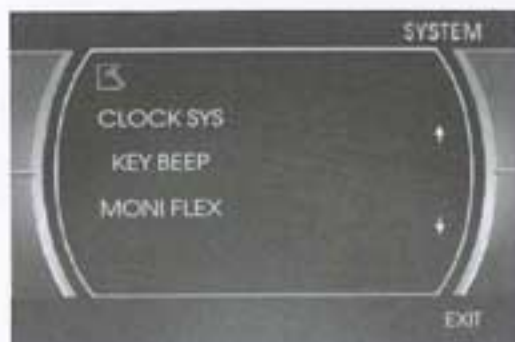 SYSTEM
CLOCK SYS
KEY BEEP
MONI FLEX
EXIT